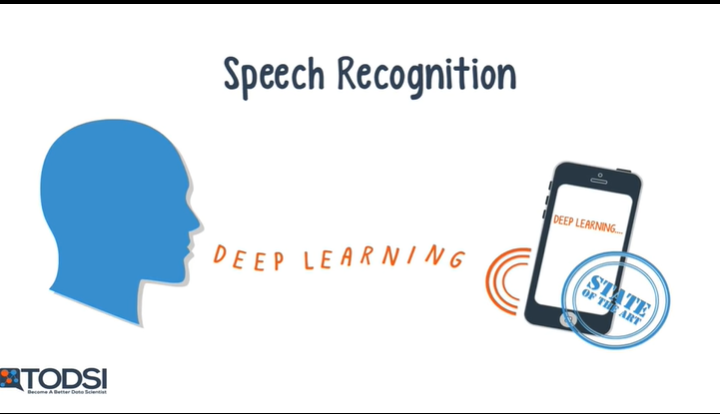 Speech Recognition
DEEP LEARNING
DEEP LEARNING...
STATE
OF THE ART
TODSI
Become A Better Data Scientist